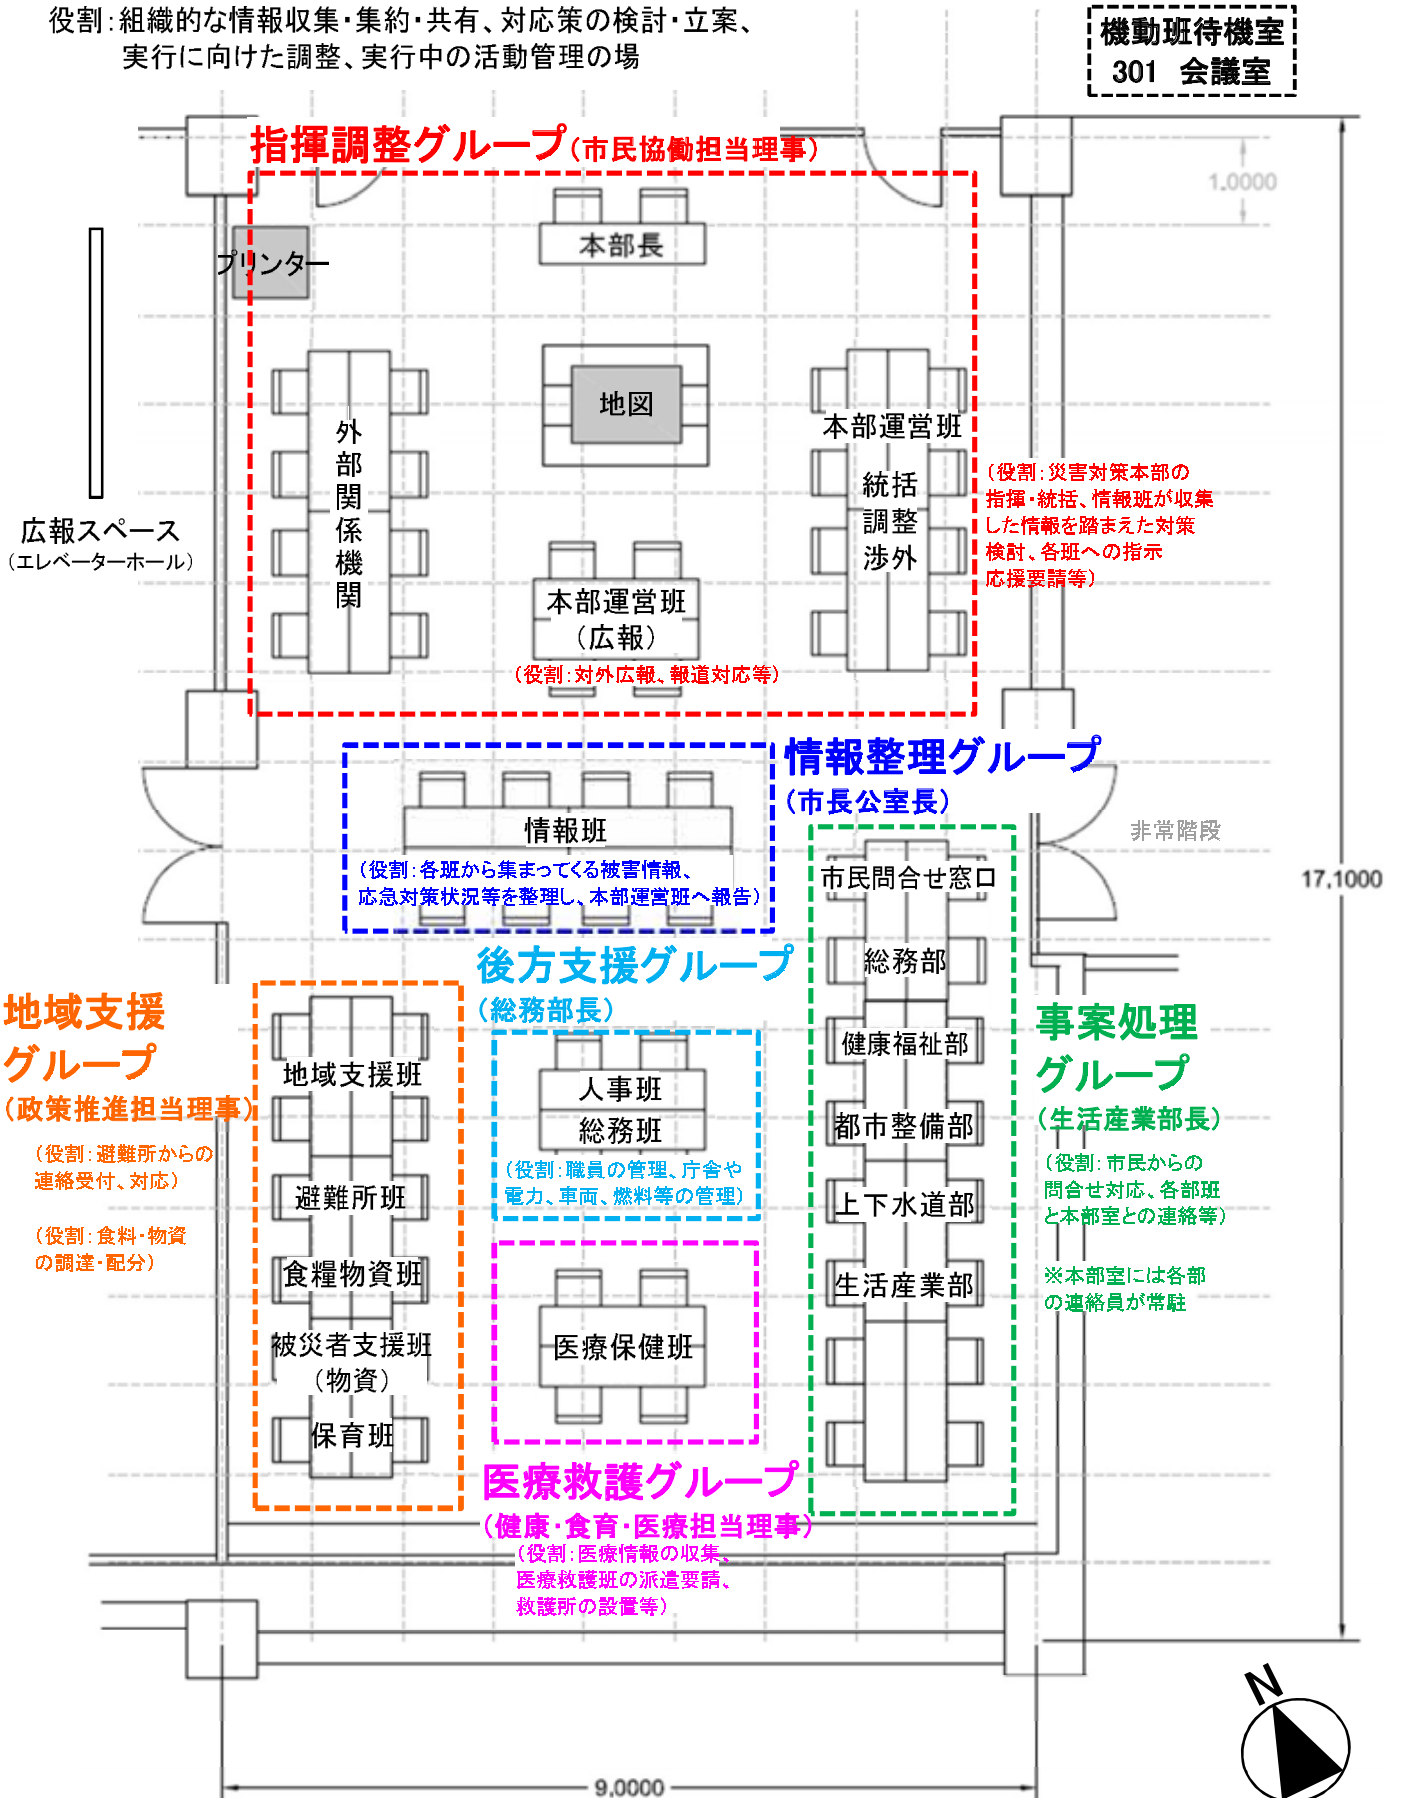 役割：組織的な情報収集・集約・共有、対応策の検討・立案、
実行に向けた調整、実行中の活動管理の場
機動班待機室
301　会議室
指揮調整グループ（市民協働担当理事）
1.0000
本部長
プリンター
地図
外部関係機関
本部運営班
統括
調整
渉外
（役割：災害対策本部の
指揮・統括、情報班が収集
した情報を踏まえた対策
検討、各班への指示
応援要請等）
広報スペース
（エレベーターホール）
本部運営班
（広報）
（役割：対外広報、報道対応等）
情報整理グループ
（市長公室長）
情報班
（役割：各班から集まってくる被害情報、
応急対策状況等を整理し、本部運営班へ報告）
非常階段
17.1000
市民問合せ窓口
総務部
健康福祉部
都市整備部
上下水道部
生活産業部
事案処理
グループ
（生活産業部長）
（役割：市民からの
問合せ対応、各部班
と本部室との連絡等）
※本部室には各部
の連絡員が常駐
後方支援グループ
（総務部長）
人事班
総務班
（役割：職員の管理、庁舎や
電力、車両、燃料等の管理）
地域支援
グループ
（政策推進担当理事）
（役割：避難所からの
連絡受付、対応）
（役割：食料・物資
の調達・配分）
地域支援班
避難所班
食糧物資班
被災者支援班
（物資）
保育班
医療保健班
医療救護グループ
（健康・食育・医療担当理事）
（役割：医療情報の収集、
医療救護班の派遣要請、
救護所の設置等）
N
9.0000